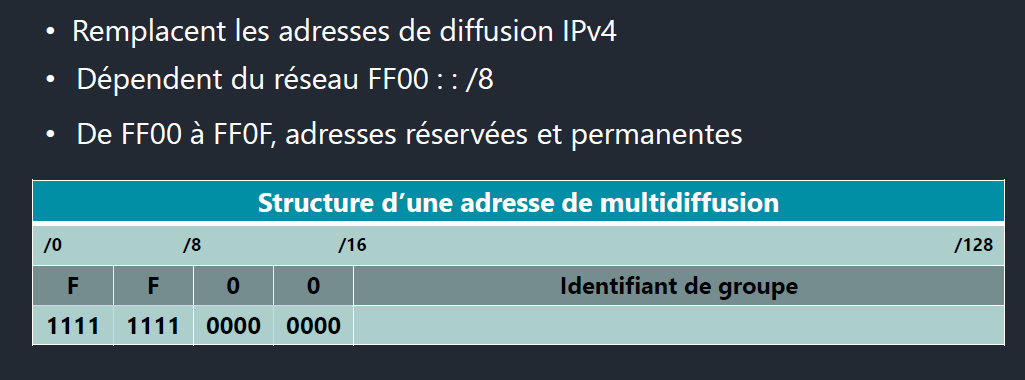 • Remplacent les adresses de diffusion IPv4
• Dépendent du réseau FF00 : : /8
• De FF00 à FF0F, adresses réservées et permanentes
Structure d’une adresse de multidiffusion
/0 /8 /16 /128
F F 0 0 Identifiant de groupe
1111 1111 0000 0000